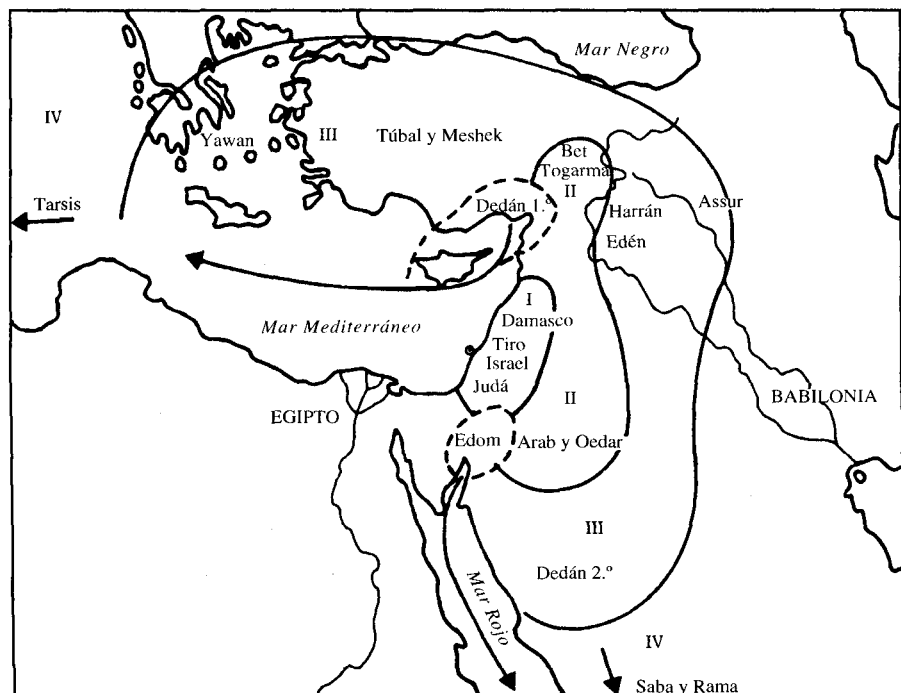 Mar Negro
IV
Yawan
III
Túbal y Meshek
Bet
Togarma
II
Tarsis
Dedán 1.º
Harrán
Assur
Edén
I
Damasco
Mar Mediterráneo
Tiro
Israel
Judá
II
BABILONIA
EGIPTO
Edom
Arab y Oedar
III
Dedán 2.º
Mar Rojo
IV
Saba y Rama